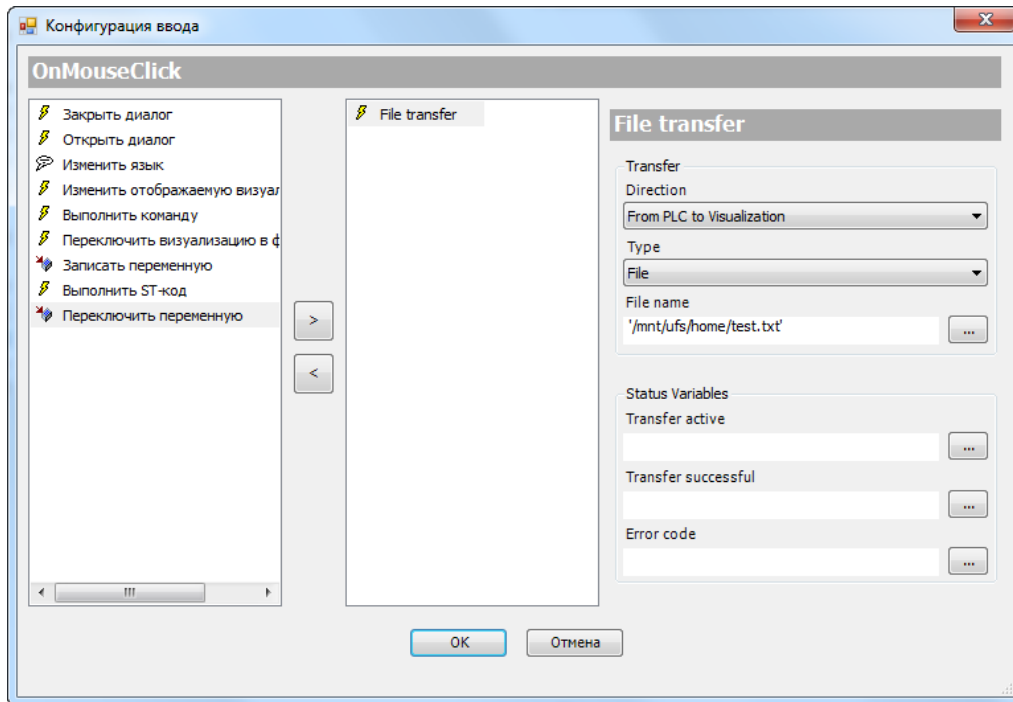 Конфигурация ввода
OnMouseClick
Закрыть диалог
Открыть диалог
Изменить язык
Изменить отображаемую визуал
Выполнить команду
Переключить визуализацию в ф
Записать переменную
Выполнить ST-код
Переключить переменную
>
<
File transfer
File transfer
Transfer
Direction
From PLC to Visualization
Type
File
File name
'/mnt/ufs/home/test.txt'
...
Status Variables
Transfer active
...
Transfer successful
...
Error code
...
OK
Отмена